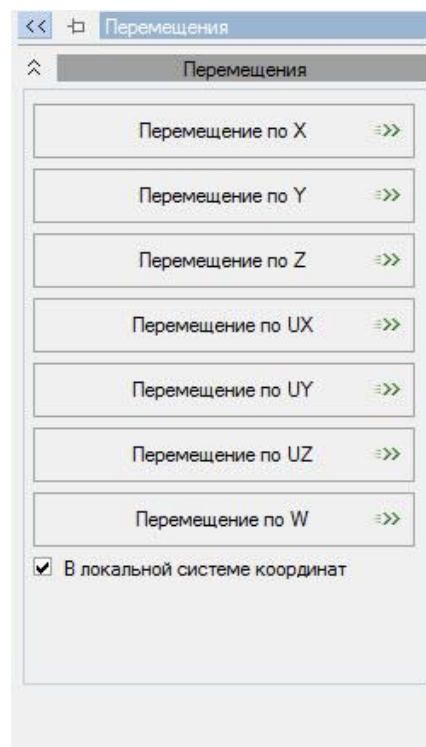 << Перемещения
Перемещения
Перемещение по X
Перемещение по Y
Перемещение по Z
Перемещение по UX
Перемещение по UY
Перемещение по UZ
Перемещение по W
В локальной системе координат